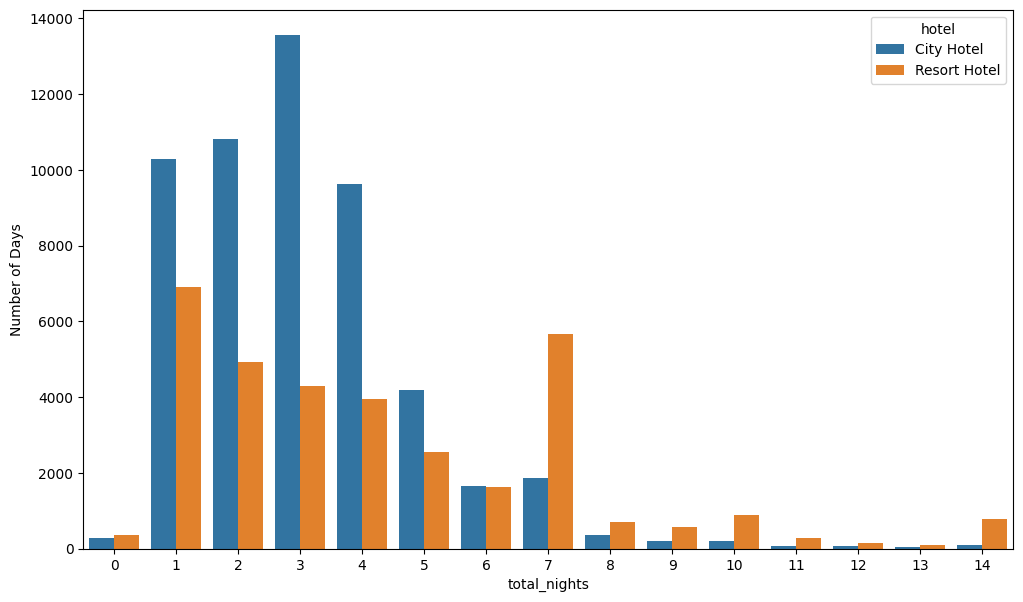 hotel
City Hotel
Resort Hotel
14000
12000
10000
8000
6000
4000
2000
0
Number of Days
0 1 2 3 4 5 6 7 8 9 10 11 12 13 14
total_nights